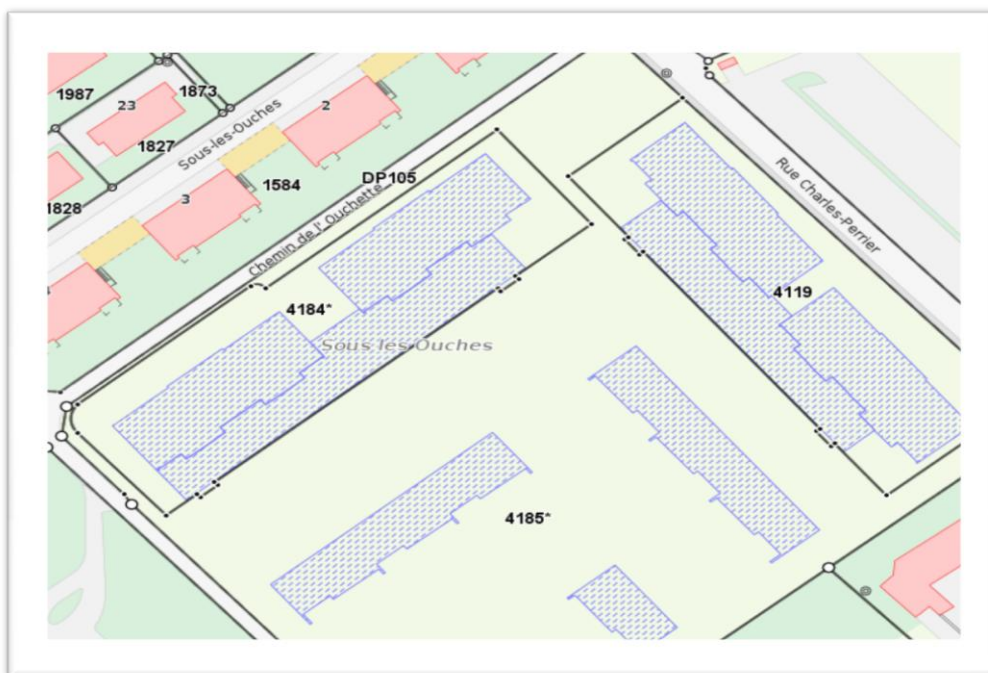 1987
23
1873
2
Sous-les-Ouches
1827
DP105
1584
Rue Charles-Perrier
1828
3
Chemin de l' Ouchette
4119
4184*
Sous les Ouches
4185*